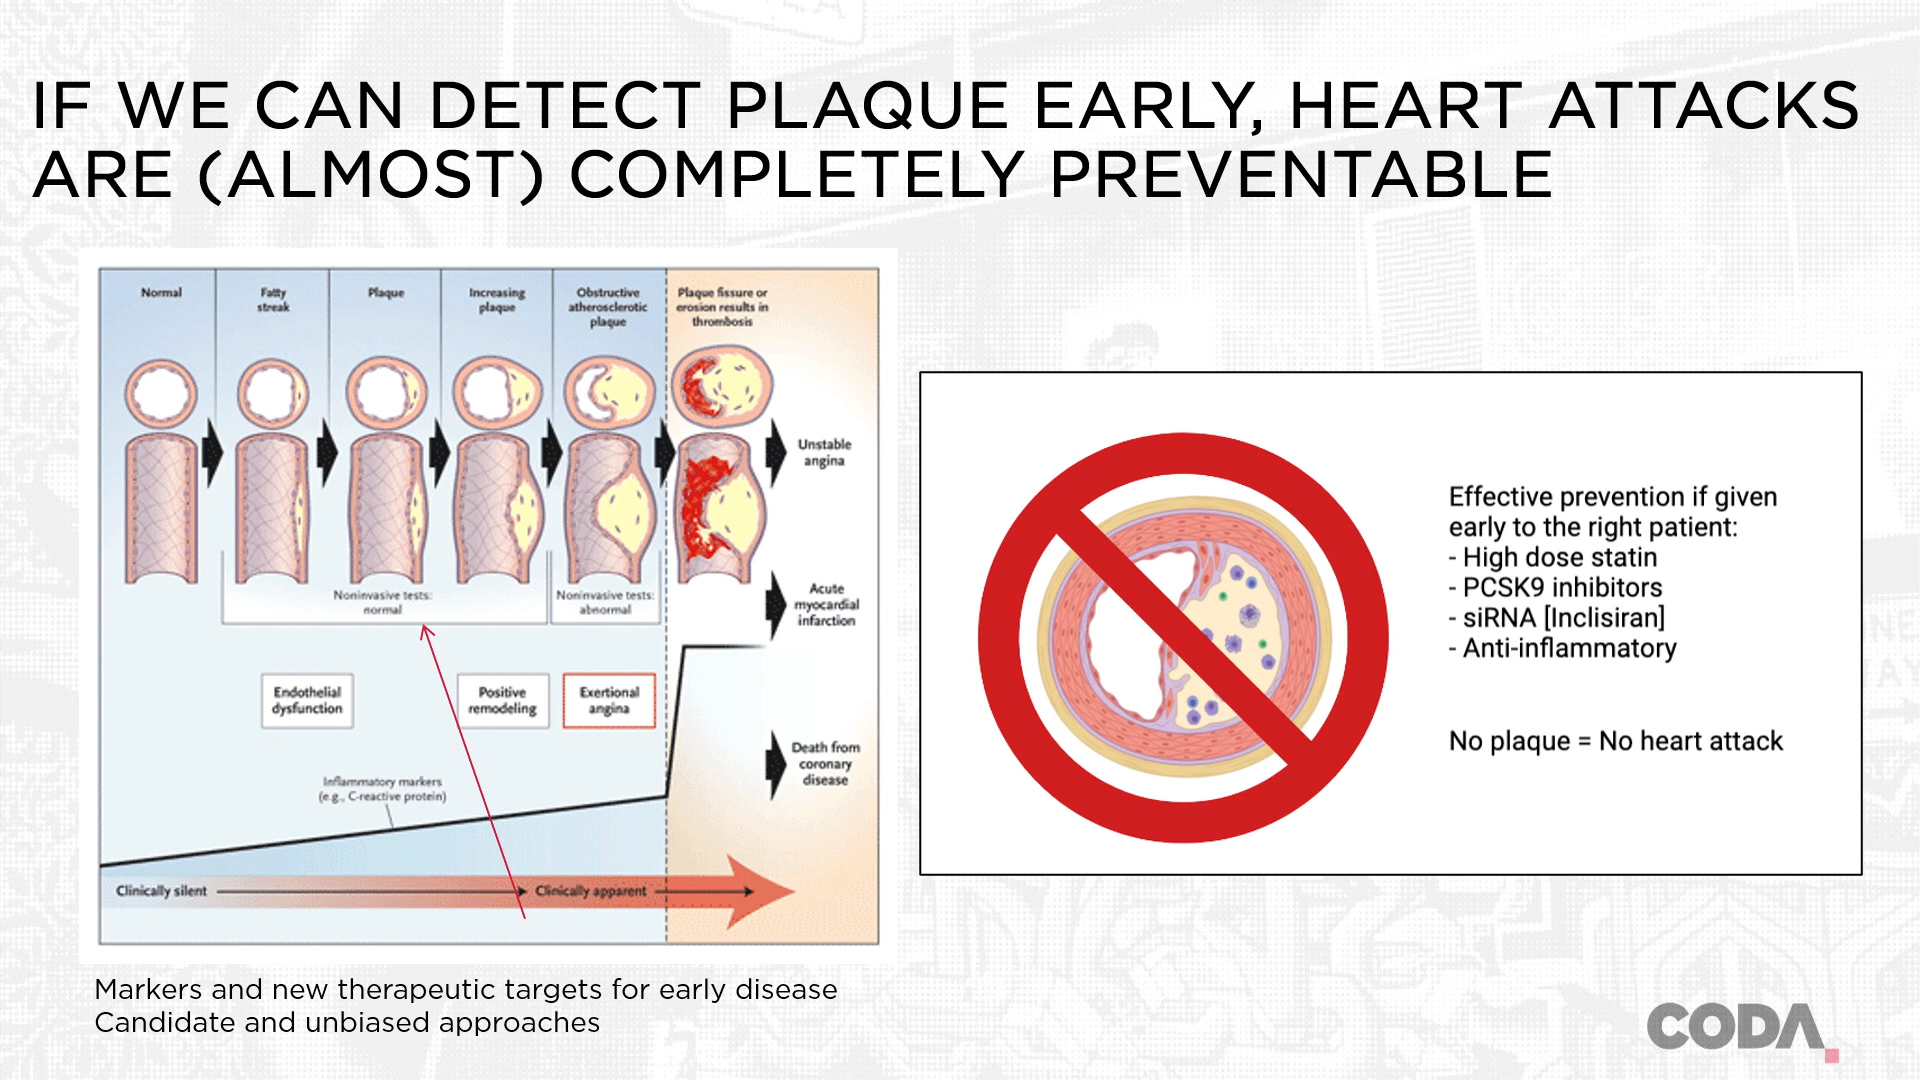 IF WE CAN DETECT PLAQUE EARLY, HEART ATTACKS
ARE (ALMOST) COMPLETELY PREVENTABLE
Normal
Fatty
streak
Plaque
Increasing
plaque
Obstructive
atherosclerotic
plaque
Plaque fissure or
erosion results in
thrombosis
Unstable
angina
Noninvasive tests:
normal
Noninvasive tests:
abnormal
Acute
myocardial
infarction
Endothelial
dysfunction
Positive
remodeling
Exertional
angina
Death from
coronary
disease
Inflammatory markers
(e.g., C-reactive protein)
Clinically silent
Clinically apparent
Effective prevention if given
early to the right patient:
- High dose statin
- PCSK9 inhibitors
- siRNA [Inclisiran]
- Anti-inflammatory
No plaque = No heart attack
Markers and new therapeutic targets for early disease
Candidate and unbiased approaches
CODA